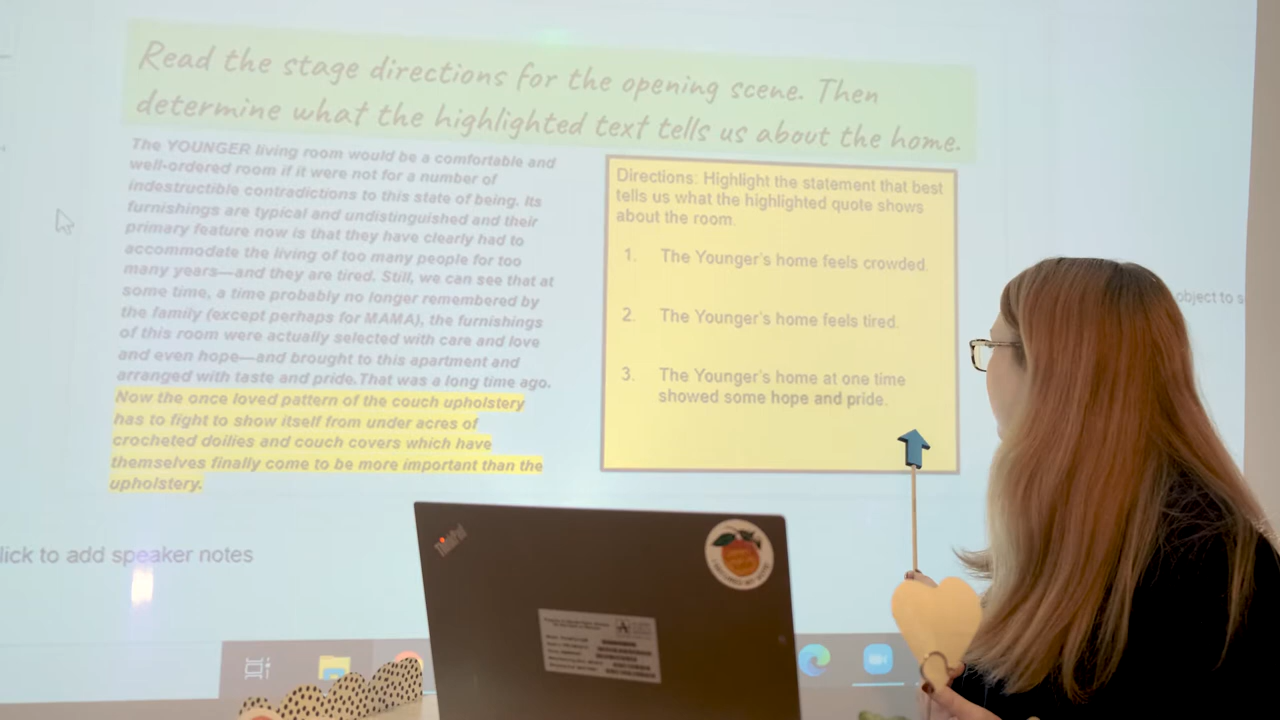 Read the stage directions for the opening scene. Then
determine what the highlighted text tells us about the home.
The YOUNGER living room would be a comfortable and
well-ordered room if it were not for a number of
indestructible contradictions to this state of being. Its
furnishings are typical and undistinguished and their
primary feature now is that they have clearly had to
accommodate the living of too many people for too
many years—and they are tired. Still, we can see that at
some time, a time probably no longer remembered by
the family (except perhaps for MAMA), the furnishings
of this room were actually selected with care and love
and even hope—and brought to this apartment and
arranged with taste and pride.That was a long time ago.
Now the once loved pattern of the couch upholstery
has to fight to show itself from under acres of
crocheted doilies and couch covers which have
themselves finally come to be more important than the
upholstery.
Directions: Highlight the statement that best
tells us what the highlighted quote shows
about the room.
1. The Younger's home feels crowded.
2. The Younger's home feels tired.
3. The Younger's home at one time
showed some hope and pride.
object to s
lick to add speaker notes
ThinkPad